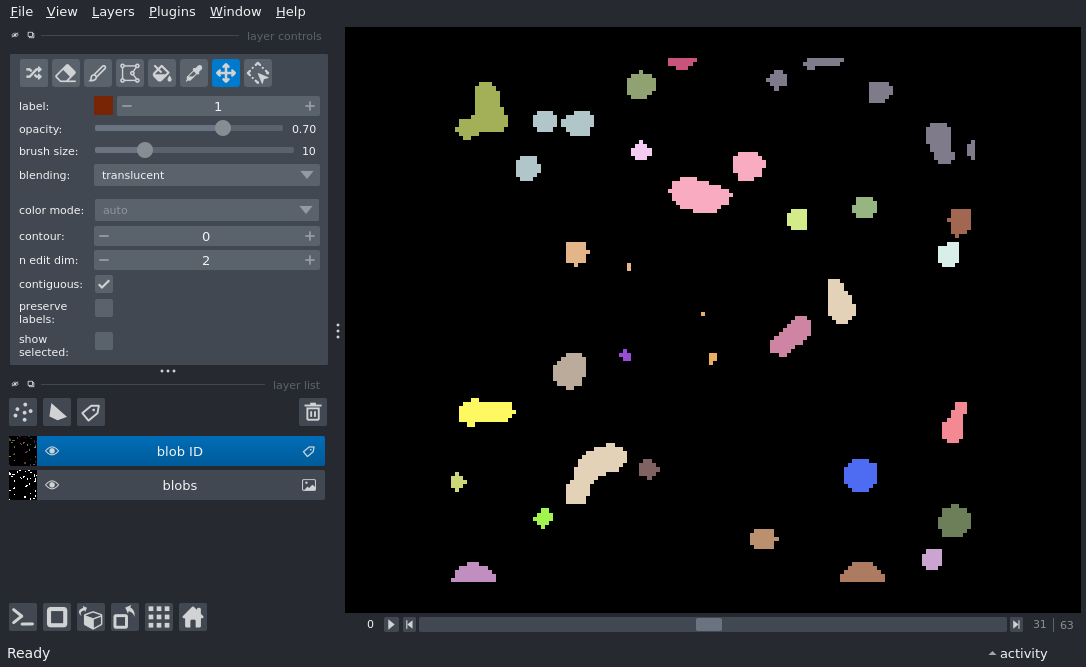 File View Layers Plugins Window Help
layer controls
label: 1
opacity: 0.70
brush size: 10
blending: translucent
color mode: auto
contour: 0
n edit dim: 2
contiguous:
preserve
labels:
show
selected:
layer list
blob ID
blobs
0 31 | 63
Ready activity